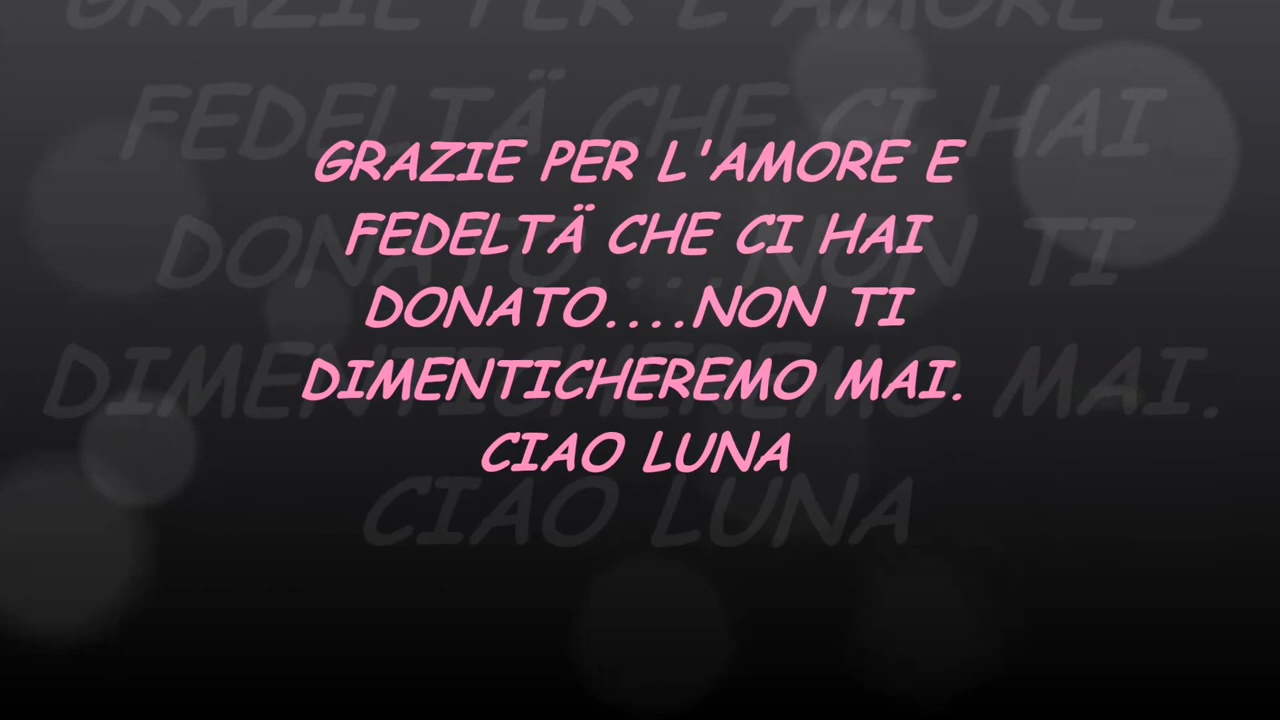 GRAZIE PER L'AMORE E
FEDELTÄ CHE CI HAI
DONATO....NON TI
DIMENTICHEREMO MAI.
CIAO LUNA